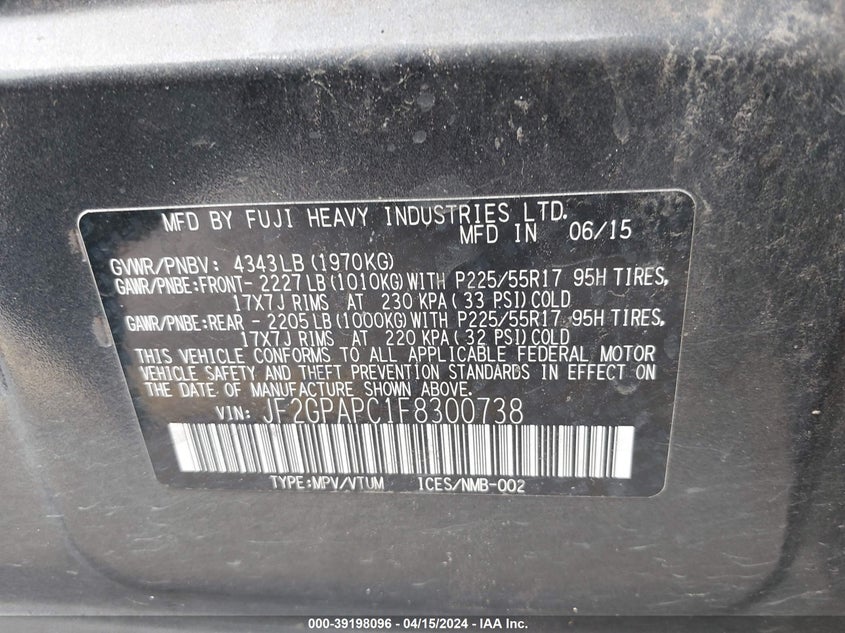 MFD BY FUJI HEAVY INDUSTRIES LTD.
MFD IN 06/15
GVWR/PNBV: 4343LB(1970KG)
GAWR/PNBE:FRONT- 2227LB(1010KG)WITH P225/55R17 95H TIRES,
17X7J RIMS AT 230 KPA( 33 PSI)COLD
GAWR/PNBE:REAR - 2205LB(1000KG)WITH P225/55R17 95H TIRES,
17X7J RIMS AT 220 KPA( 32 PSI)COLD
THIS VEHICLE CONFORMS TO ALL APPLICABLE FEDERAL MOTOR
VEHICLE SAFETY AND THEFT PREVENTION STANDARDS IN EFFECT ON
THE DATE OF MANUFACTURE SHOWN ABOVE.
VIN: JF2GPAPC1F8300738
TYPE:MPV/VTUM ICES/NMB-002
000-39198096 - 04/15/2024 - IAA Inc.